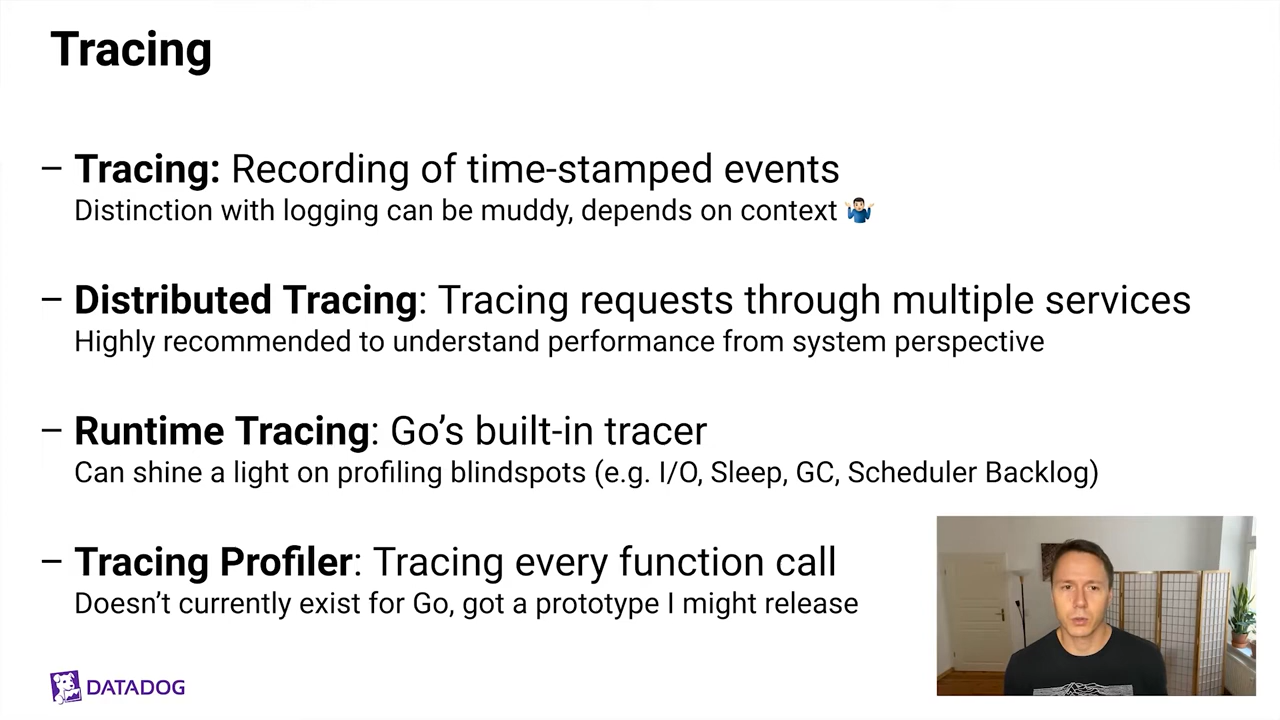 Tracing
– Tracing: Recording of time-stamped events
Distinction with logging can be muddy, depends on context 🤷🏻‍♂️
– Distributed Tracing: Tracing requests through multiple services
Highly recommended to understand performance from system perspective
– Runtime Tracing: Go’s built-in tracer
Can shine a light on profiling blindspots (e.g. I/O, Sleep, GC, Scheduler Backlog)
– Tracing Profiler: Tracing every function call
Doesn’t currently exist for Go, got a prototype I might release
DATADOG